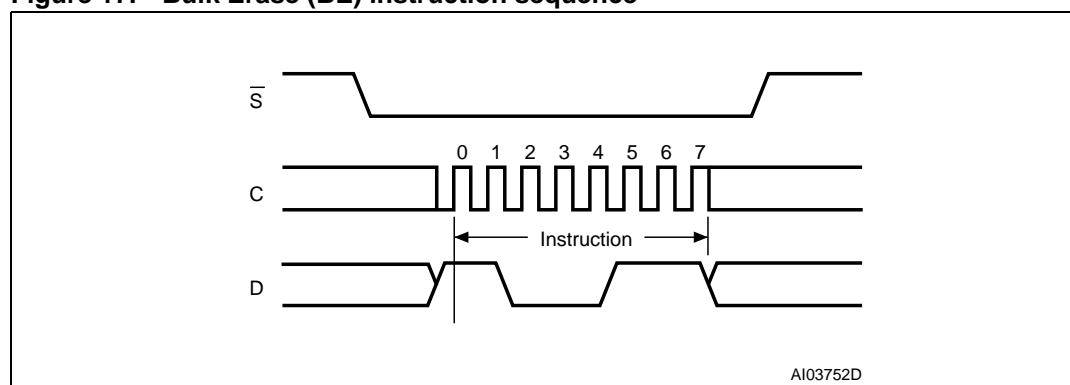 Figure 17. Bulk Erase (BE) instruction sequence
S
0 1 2 3 4 5 6 7
C
Instruction
D
AI03752D